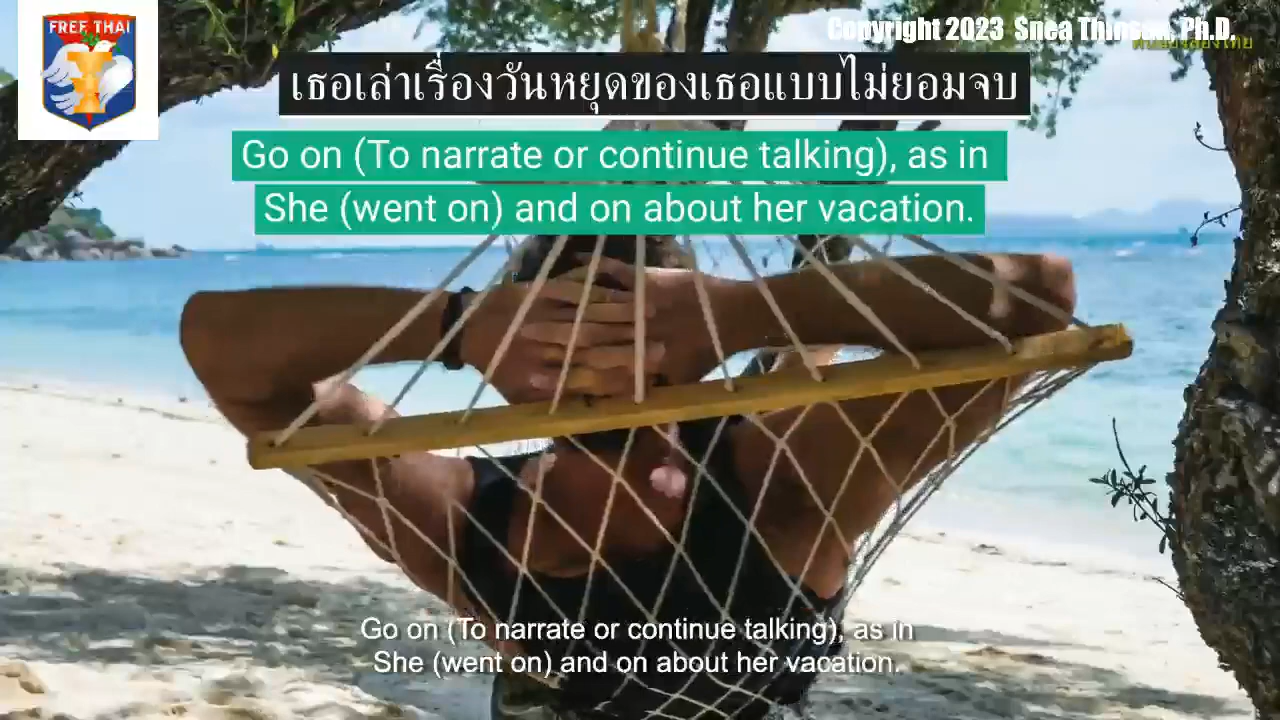 FREE THAI
Copyright 2023 Snea Thinsan, Ph.D.
เธอเล่าเรื่องวันหยุดของเธอแบบไม่ยอมจบ
Go on (To narrate or continue talking), as in
She (went on) and on about her vacation.
Go on (To narrate or continue talking), as in
She (went on) and on about her vacation.